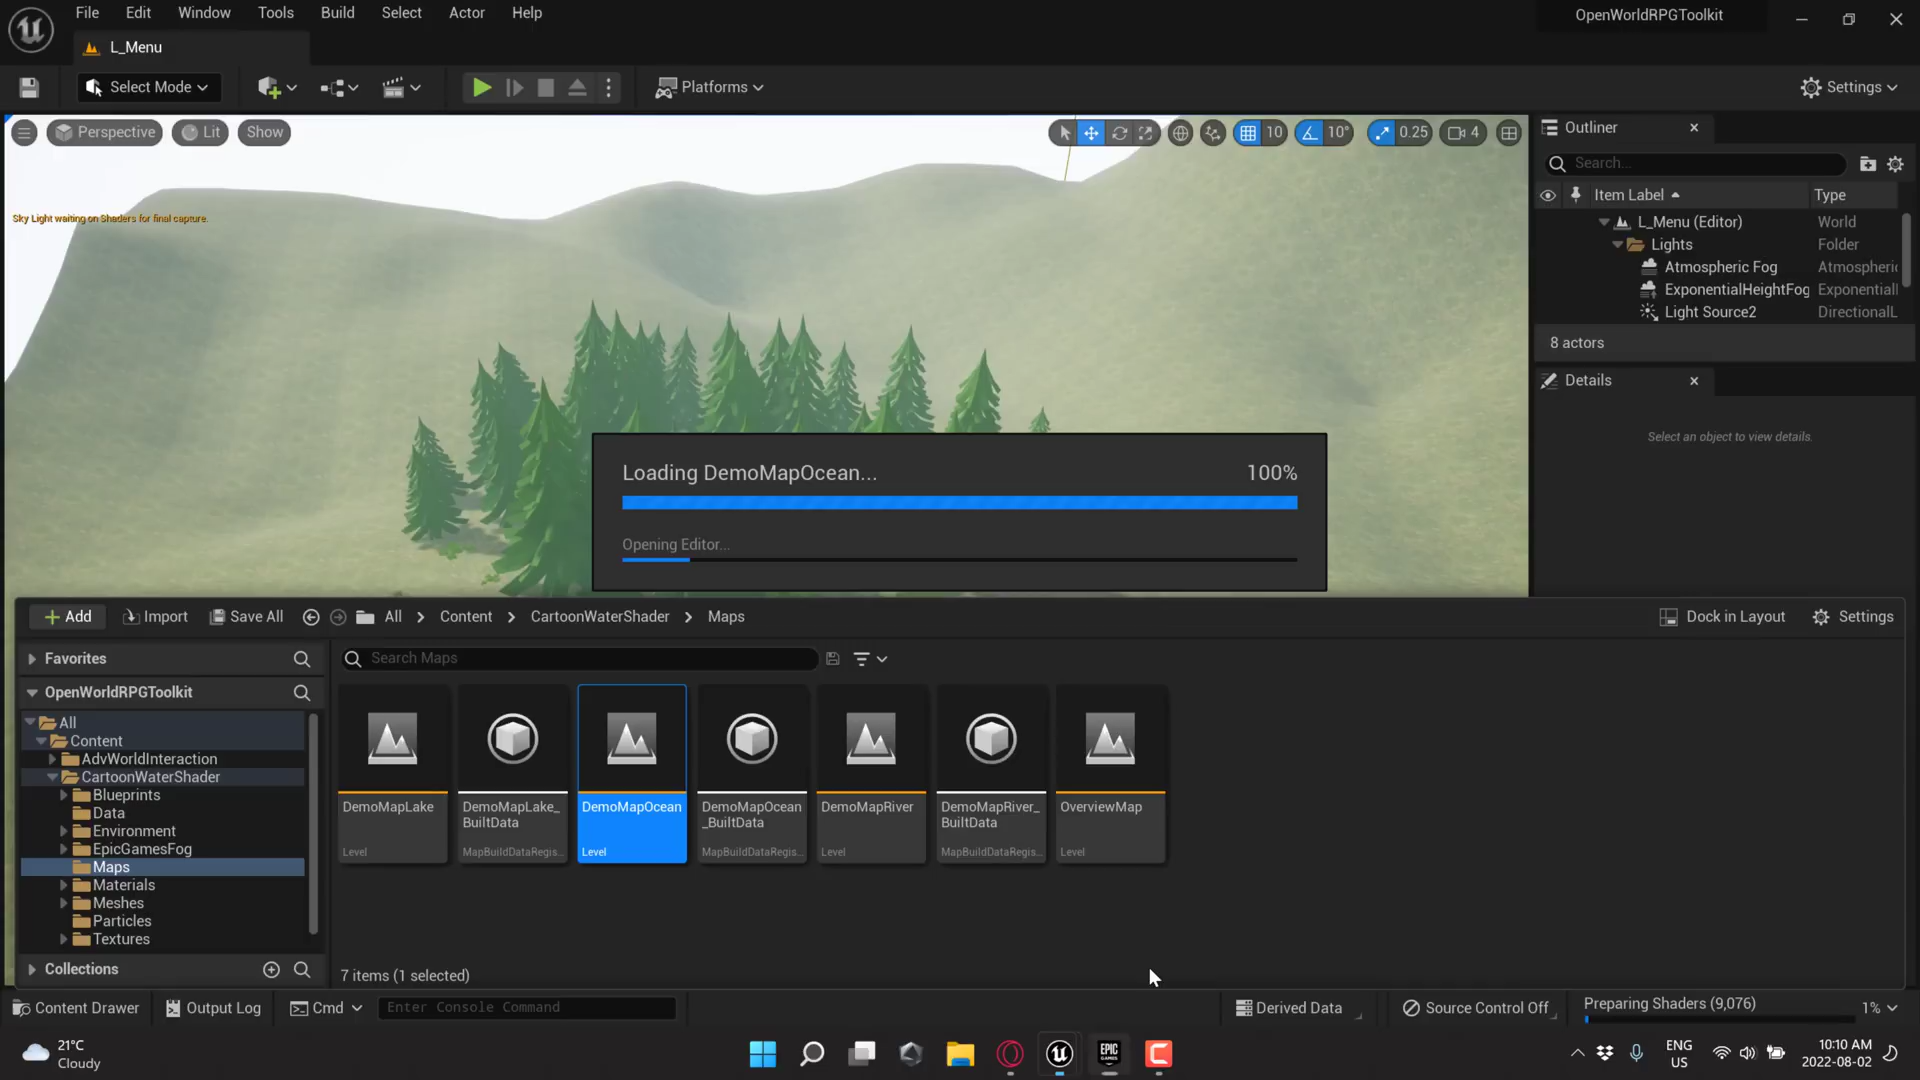 File Edit Window Tools Build Select Actor Help
OpenWorldRPGToolkit
L_Menu
Select Mode
Platforms
Settings
Perspective Lit Show
10 10° 0.25 4
Outliner
Search...
Sky Light waiting on Shaders for final capture.
Item Label Type
L_Menu (Editor) World
Lights Folder
Atmospheric Fog Atmospheric
ExponentialHeightFog Exponential
Light Source2 DirectionalL
8 actors
Details
Select an object to view details.
Loading DemoMapOcean... 100%
Opening Editor...
Add Import Save All All Content CartoonWaterShader Maps Dock in Layout Settings
Favorites
Search Maps
OpenWorldRPGToolkit
All
Content
AdvWorldInteraction
CartoonWaterShader
Blueprints
Data
Environment
EpicGamesFog
Maps
Materials
Meshes
Particles
Textures
Collections
DemoMapLake
Level
DemoMapLake_
BuiltData
MapBuildDataRegis...
DemoMapOcean
Level
DemoMapOcean
_BuiltData
MapBuildDataRegis...
DemoMapRiver
Level
DemoMapRiver_
BuiltData
MapBuildDataRegis...
OverviewMap
Level
7 items (1 selected)
Content Drawer Output Log Cmd Enter Console Command
Derived Data Source Control Off Preparing Shaders (9,076) 1%
21°C
Cloudy
EPIC
GAMES
ENG
US
10:10 AM
2022-08-02